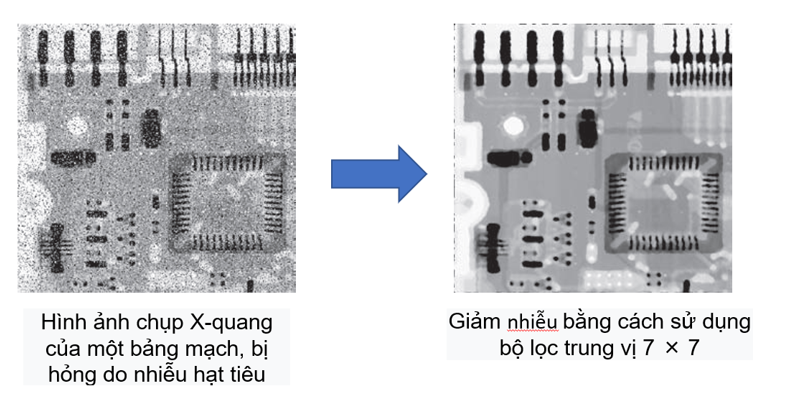 Hình ảnh chụp X-quang
của một bảng mạch, bị
hỏng do nhiễu hạt tiêu
Giảm nhiễu bằng cách sử dụng
bộ lọc trung vị 7 × 7